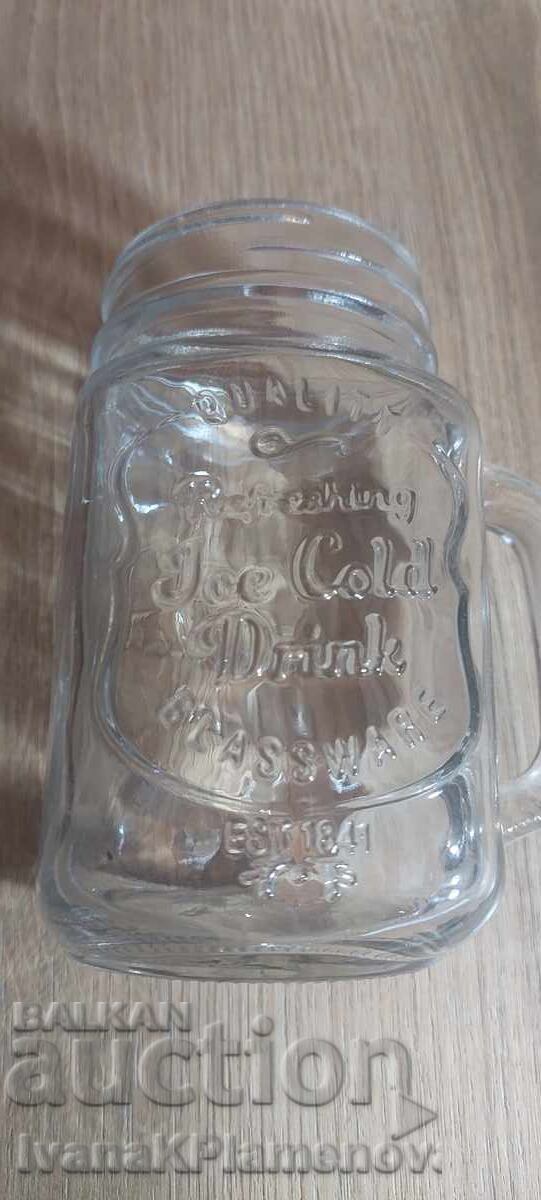 QUALITY
Refreshing
Ice Cold
Drink
GLASSWARE
EST 1841
BALKAN
auction
IvanaKPlamenov.